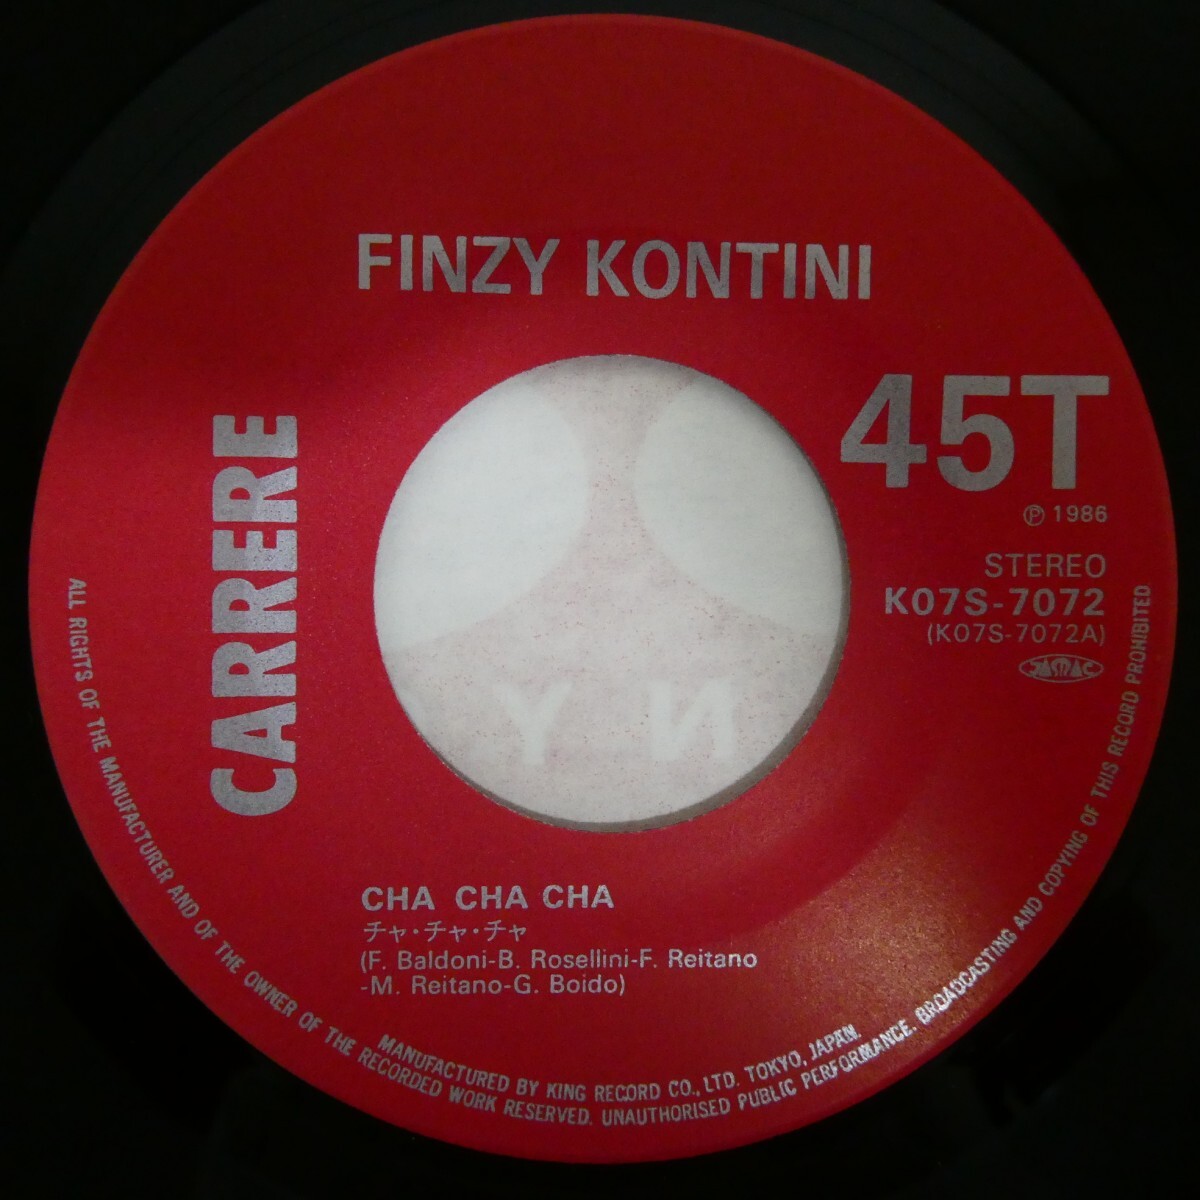 FINZY KONTINI
CARRERE
45T
Ⓟ 1986
STEREO
K07S-7072
(K07S-7072A)
JASRAC
CHA CHA CHA
チャ・チャ・チャ
(F. Baldoni-B. Rosellini-F. Reitano
-M. Reitano-G. Boido)
MANUFACTURED BY KING RECORD CO., LTD. TOKYO, JAPAN.
ALL RIGHTS OF THE MANUFACTURER AND OF THE OWNER OF THE RECORDED WORK RESERVED. UNAUTHORISED PUBLIC PERFORMANCE, BROADCASTING AND COPYING OF THIS RECORD PROHIBITED